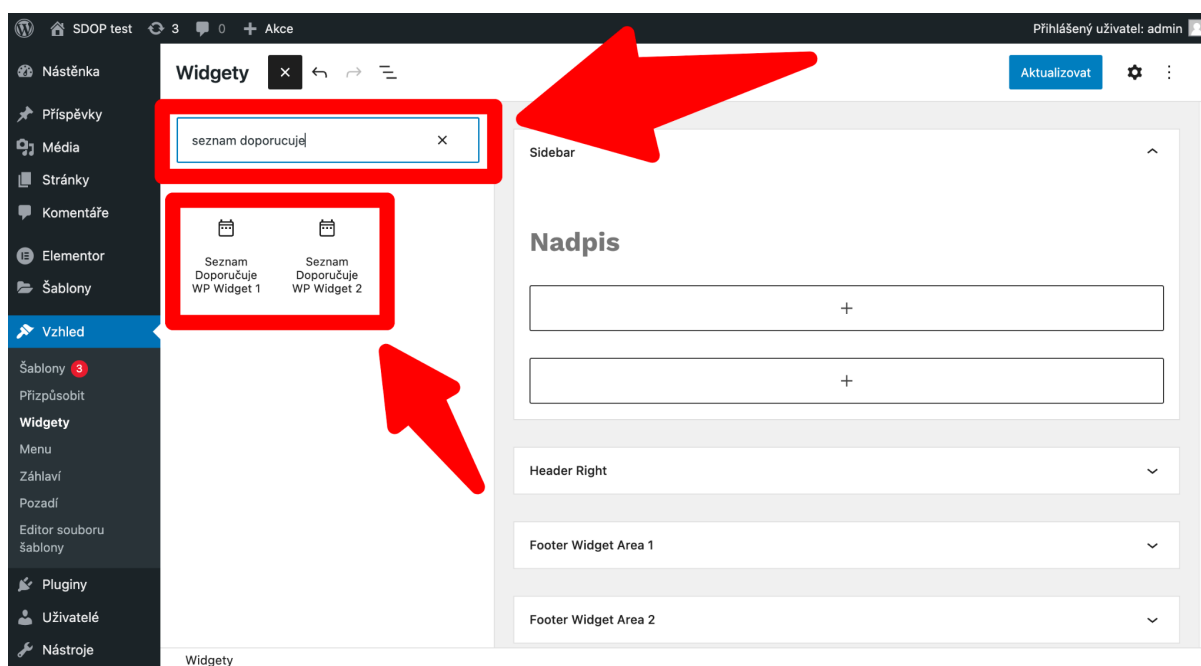 SDOP test 3 0 + Akce Přihlášený uživatel: admin
Nástěnka
Příspěvky
Média
Stránky
Komentáře
Elementor
Šablony
Vzhled
Šablony 3
Přizpůsobit
Widgety
Menu
Záhlaví
Pozadí
Editor souboru
šablony
Pluginy
Uživatelé
Nástroje
Widgety
Aktualizovat
seznam doporucuje
Seznam
Doporučuje
WP Widget 1
Seznam
Doporučuje
WP Widget 2
Sidebar
Nadpis
Header Right
Footer Widget Area 1
Footer Widget Area 2
Widgety